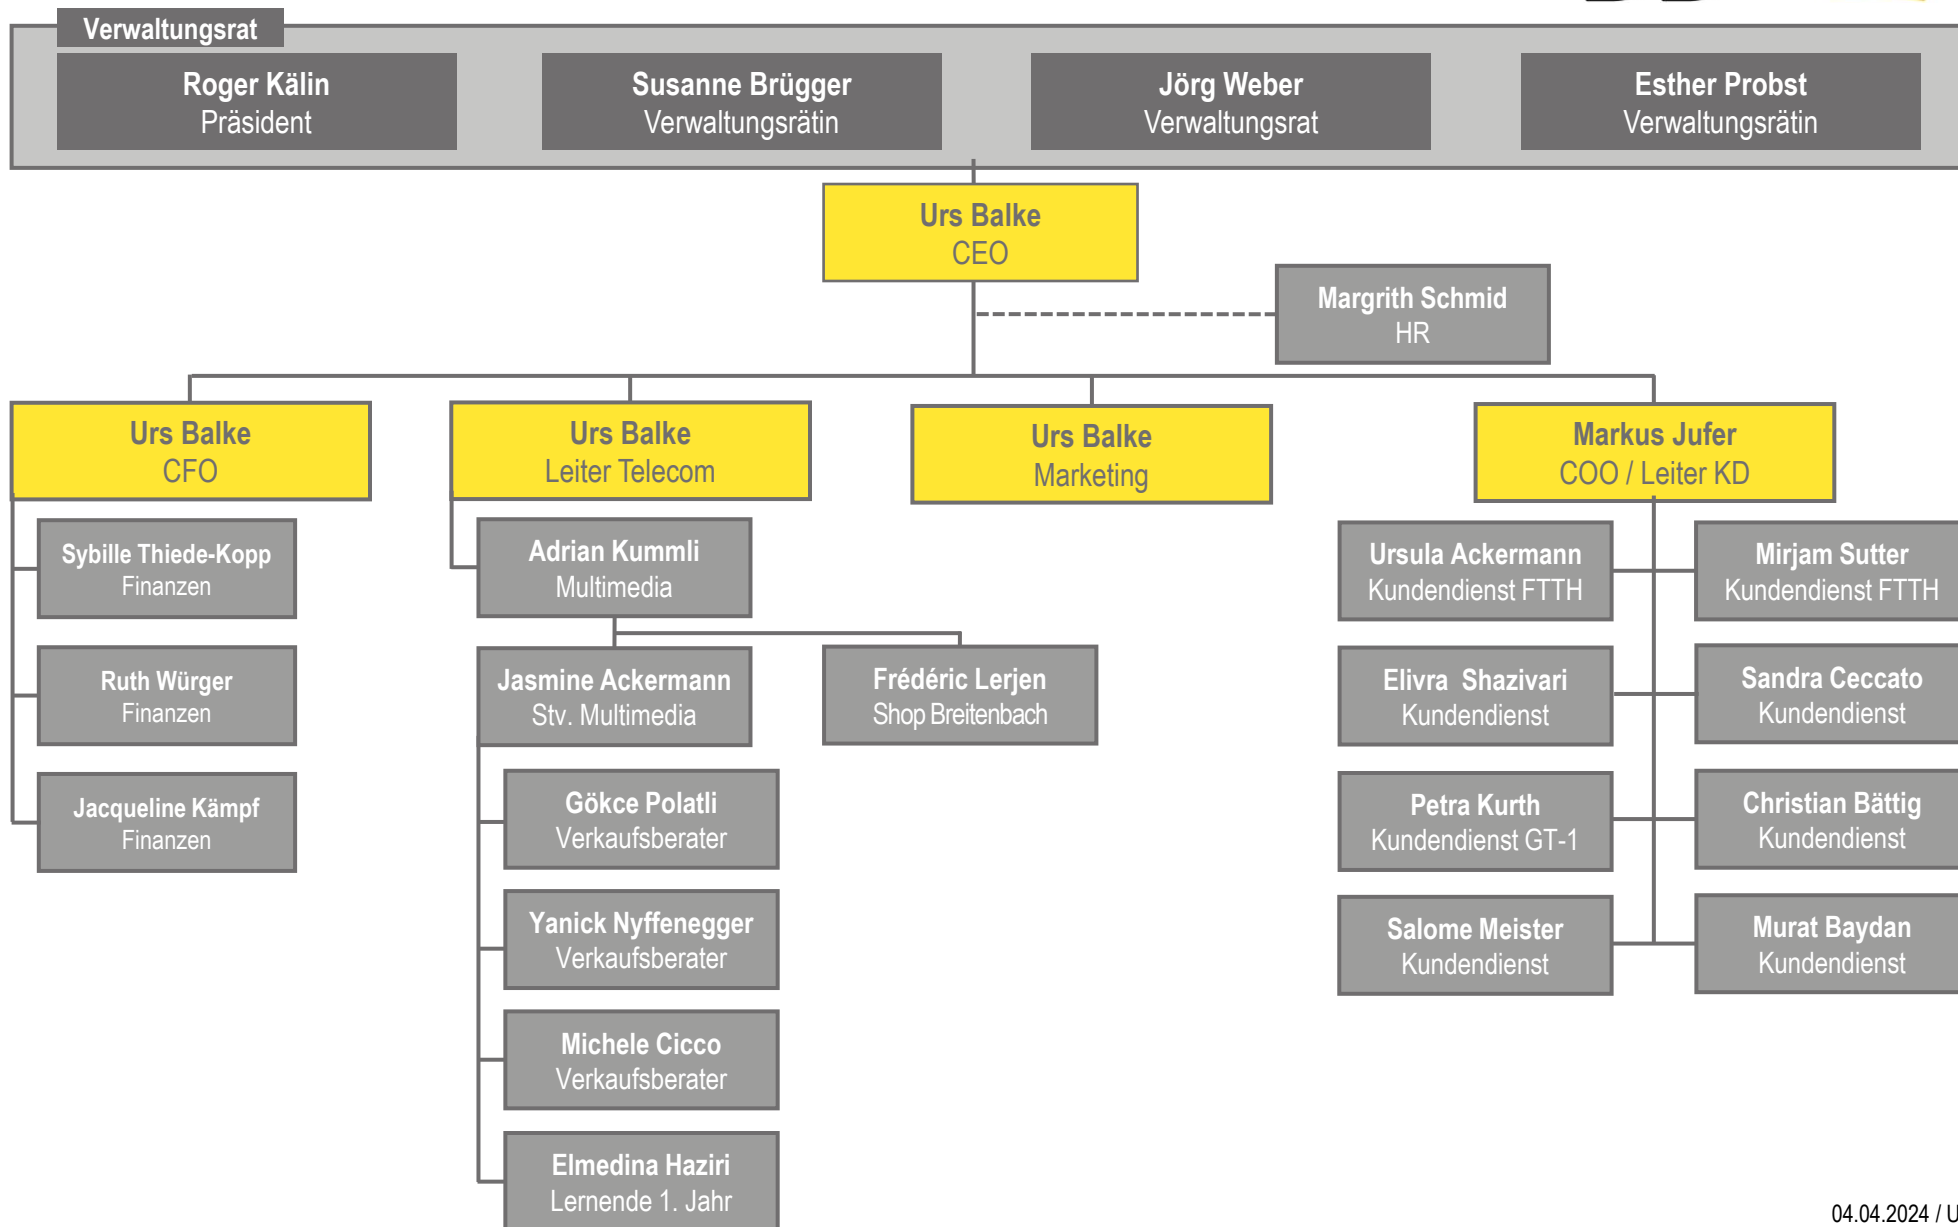 Verwaltungsrat
Roger Kälin
Präsident
Susanne Brügger
Verwaltungsrätin
Jörg Weber
Verwaltungsrat
Esther Probst
Verwaltungsrätin
Urs Balke
CEO
Margrith Schmid
HR
Urs Balke
CFO
Urs Balke
Leiter Telecom
Urs Balke
Marketing
Markus Jufer
COO / Leiter KD
Sybille Thiede-Kopp
Finanzen
Ruth Würger
Finanzen
Jacqueline Kämpf
Finanzen
Adrian Kummli
Multimedia
Jasmine Ackermann
Stv. Multimedia
Frédéric Lerjen
Shop Breitenbach
Gökce Polatli
Verkaufsberater
Yanick Nyffenegger
Verkaufsberater
Michele Cicco
Verkaufsberater
Elmedina Haziri
Lernende 1. Jahr
Ursula Ackermann
Kundendienst FTTH
Mirjam Sutter
Kundendienst FTTH
Elivra  Shazivari
Kundendienst
Sandra Ceccato
Kundendienst
Petra Kurth
Kundendienst GT-1
Christian Bättig
Kundendienst
Salome Meister
Kundendienst
Murat Baydan
Kundendienst
04.04.2024 / U